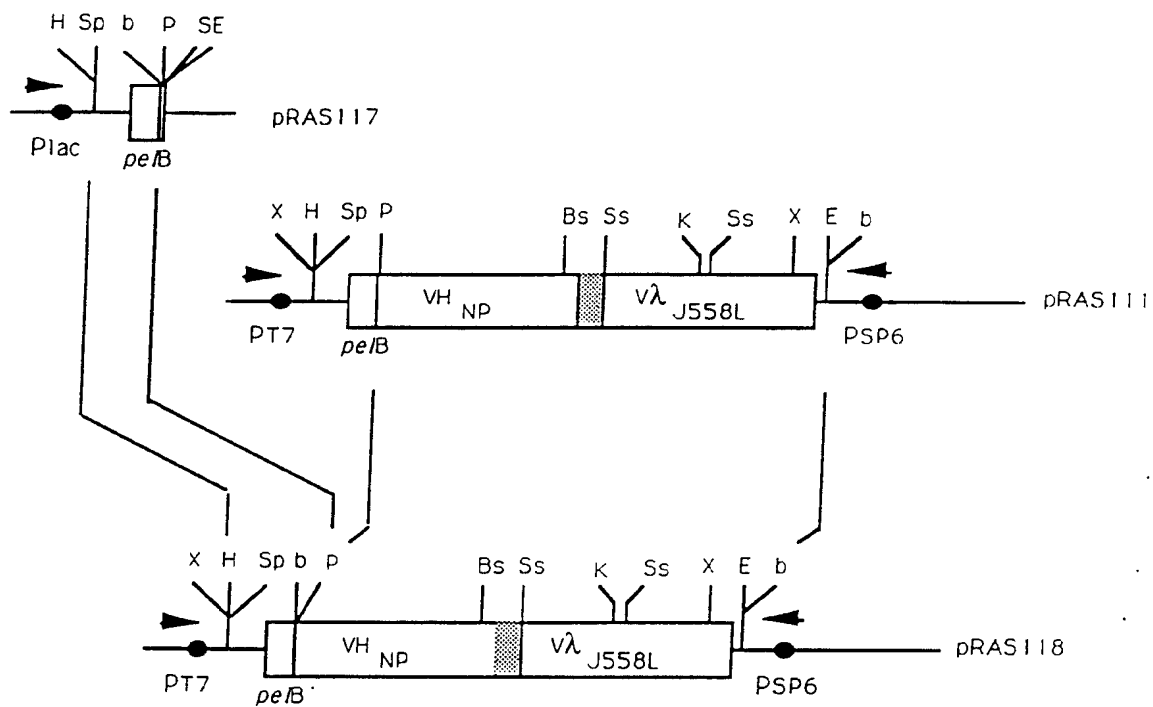 H Sp b P SE
pRAS117
Plac
pelB
X H Sp P Bs Ss K Ss X E b
VH NP
Vλ J558L
pRAS111
PT7
pelB
PSP6
X H Sp b P Bs Ss K Ss X E b
VH NP
Vλ J558L
pRAS118
PT7
pelB
PSP6